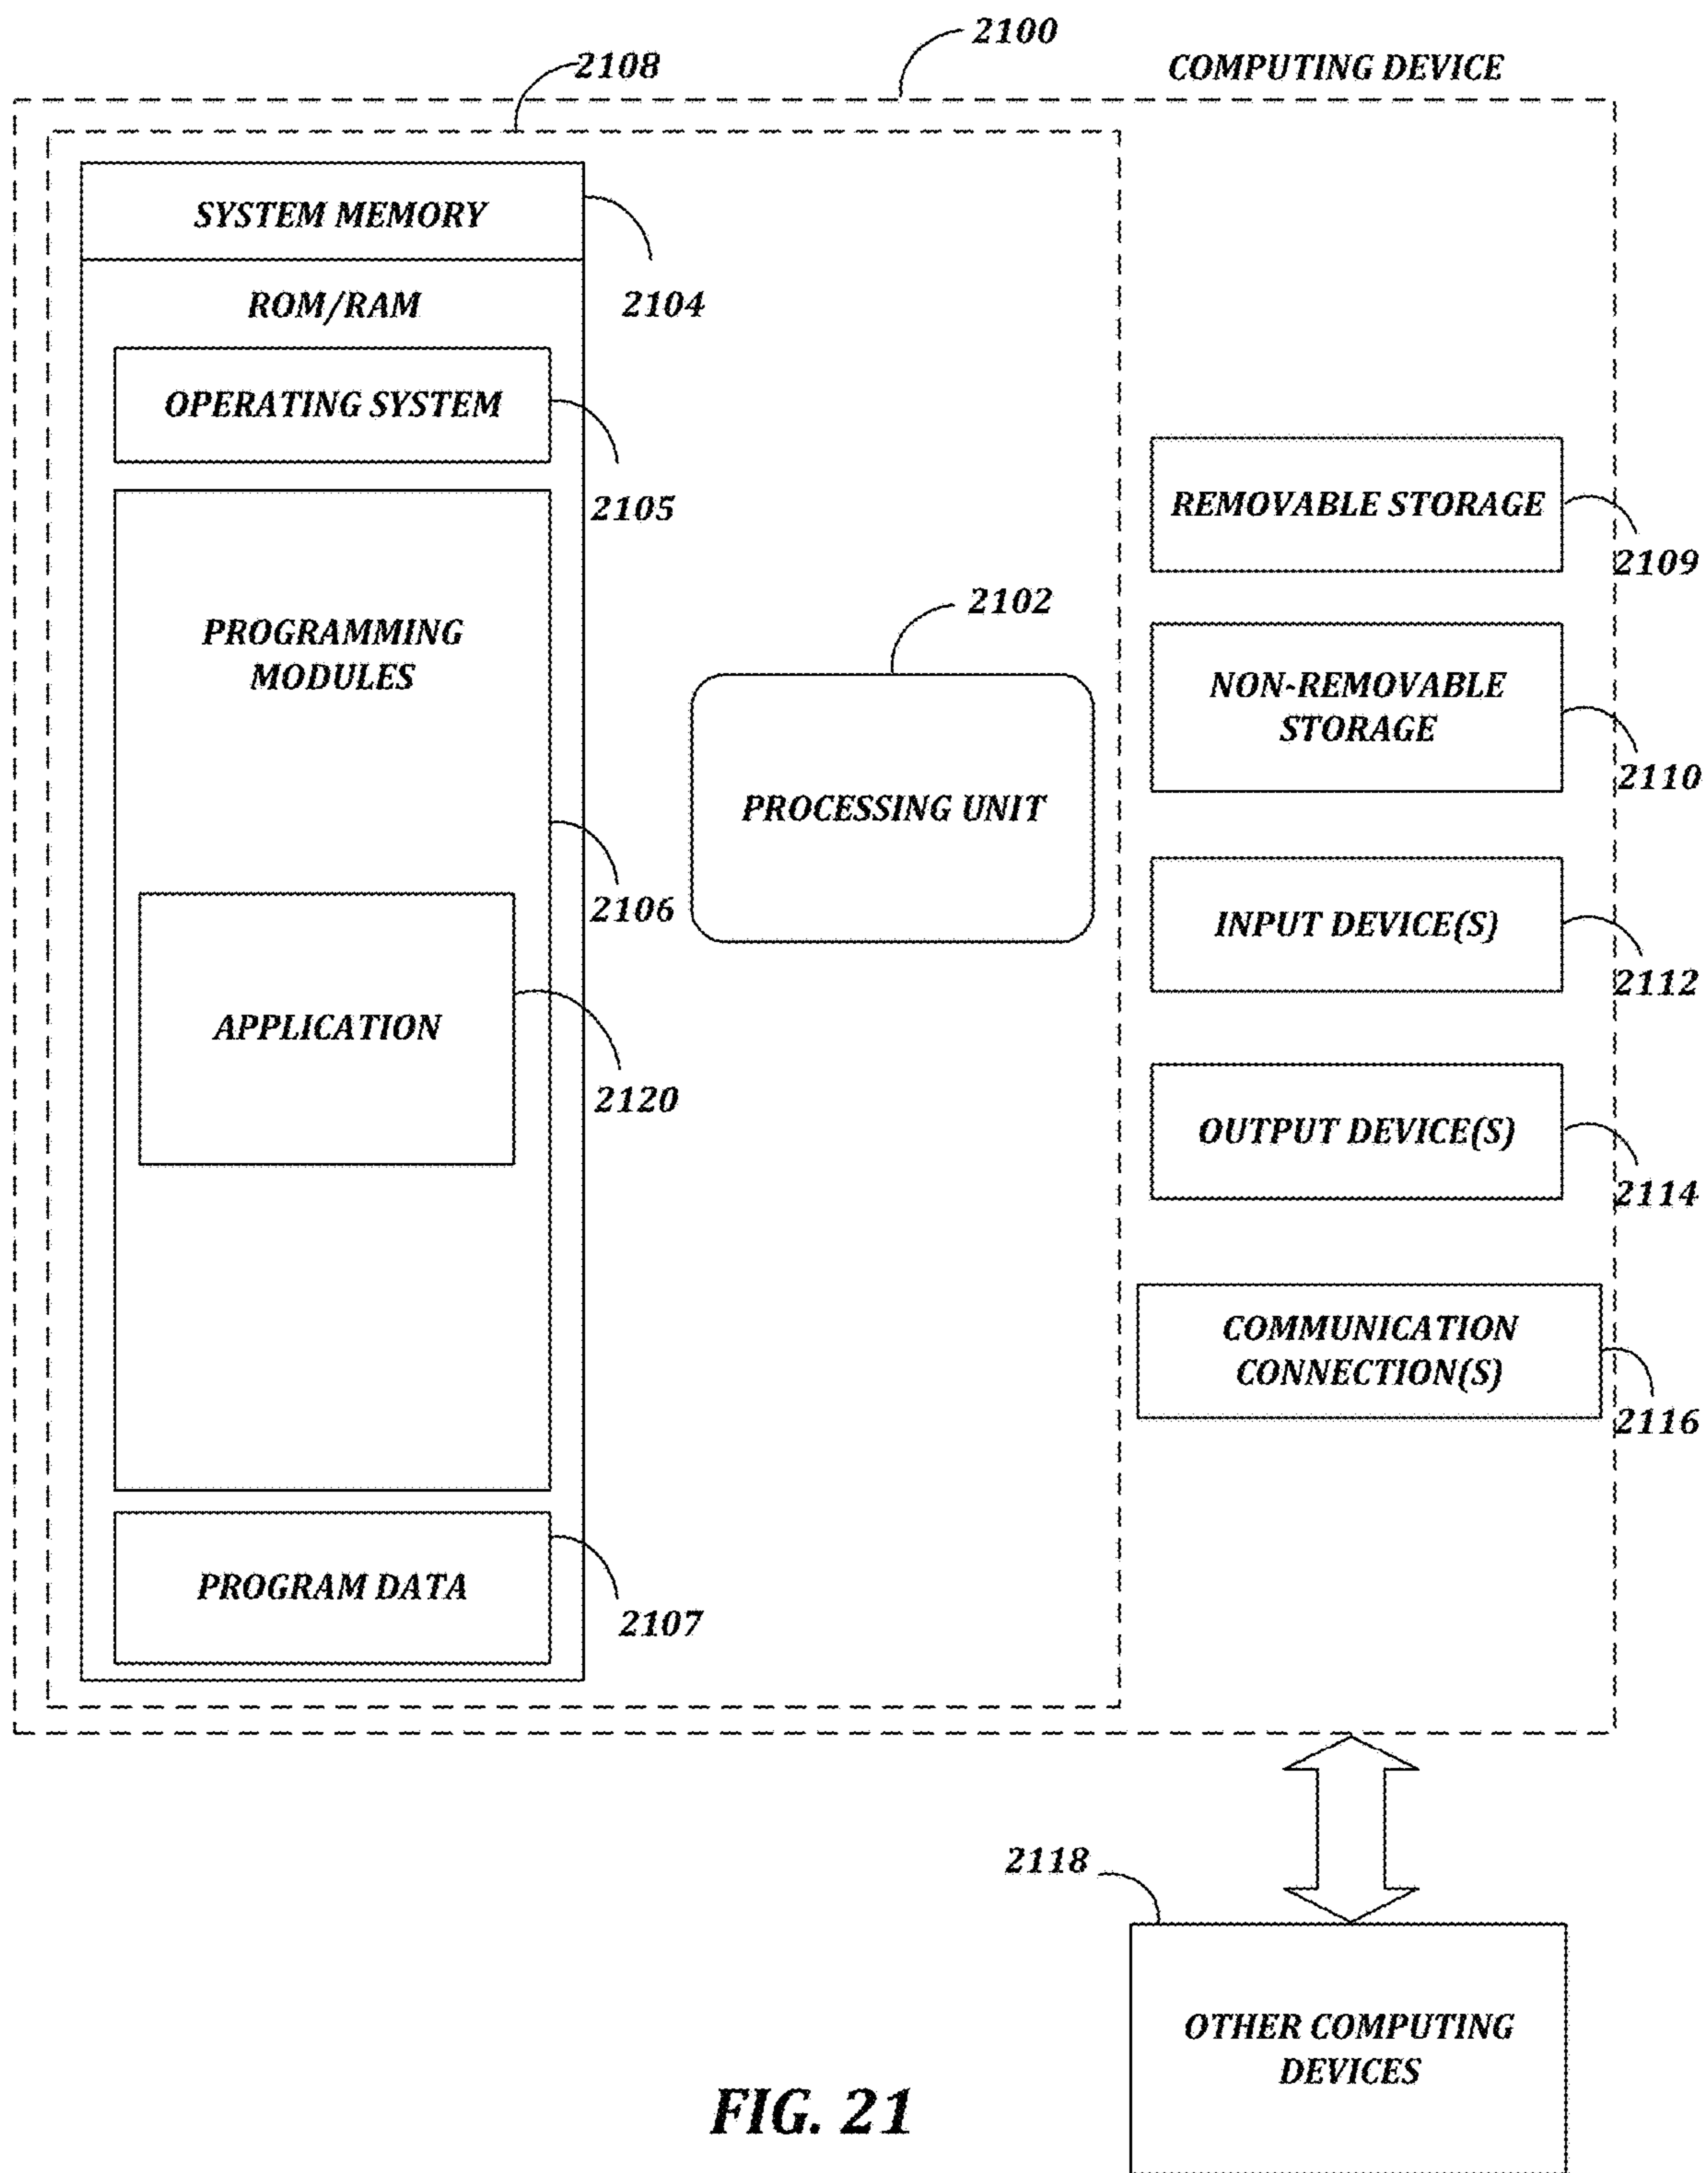 2100
2108
COMPUTING DEVICE
SYSTEM MEMORY
2104
ROM/RAM
OPERATING SYSTEM
2105
PROGRAMMING
MODULES
2106
APPLICATION
2120
PROGRAM DATA
2107
2102
PROCESSING UNIT
REMOVABLE STORAGE
2109
NON-REMOVABLE
STORAGE
2110
INPUT DEVICE(S)
2112
OUTPUT DEVICE(S)
2114
COMMUNICATION
CONNECTION(S)
2116
2118
OTHER COMPUTING
DEVICES
FIG. 21